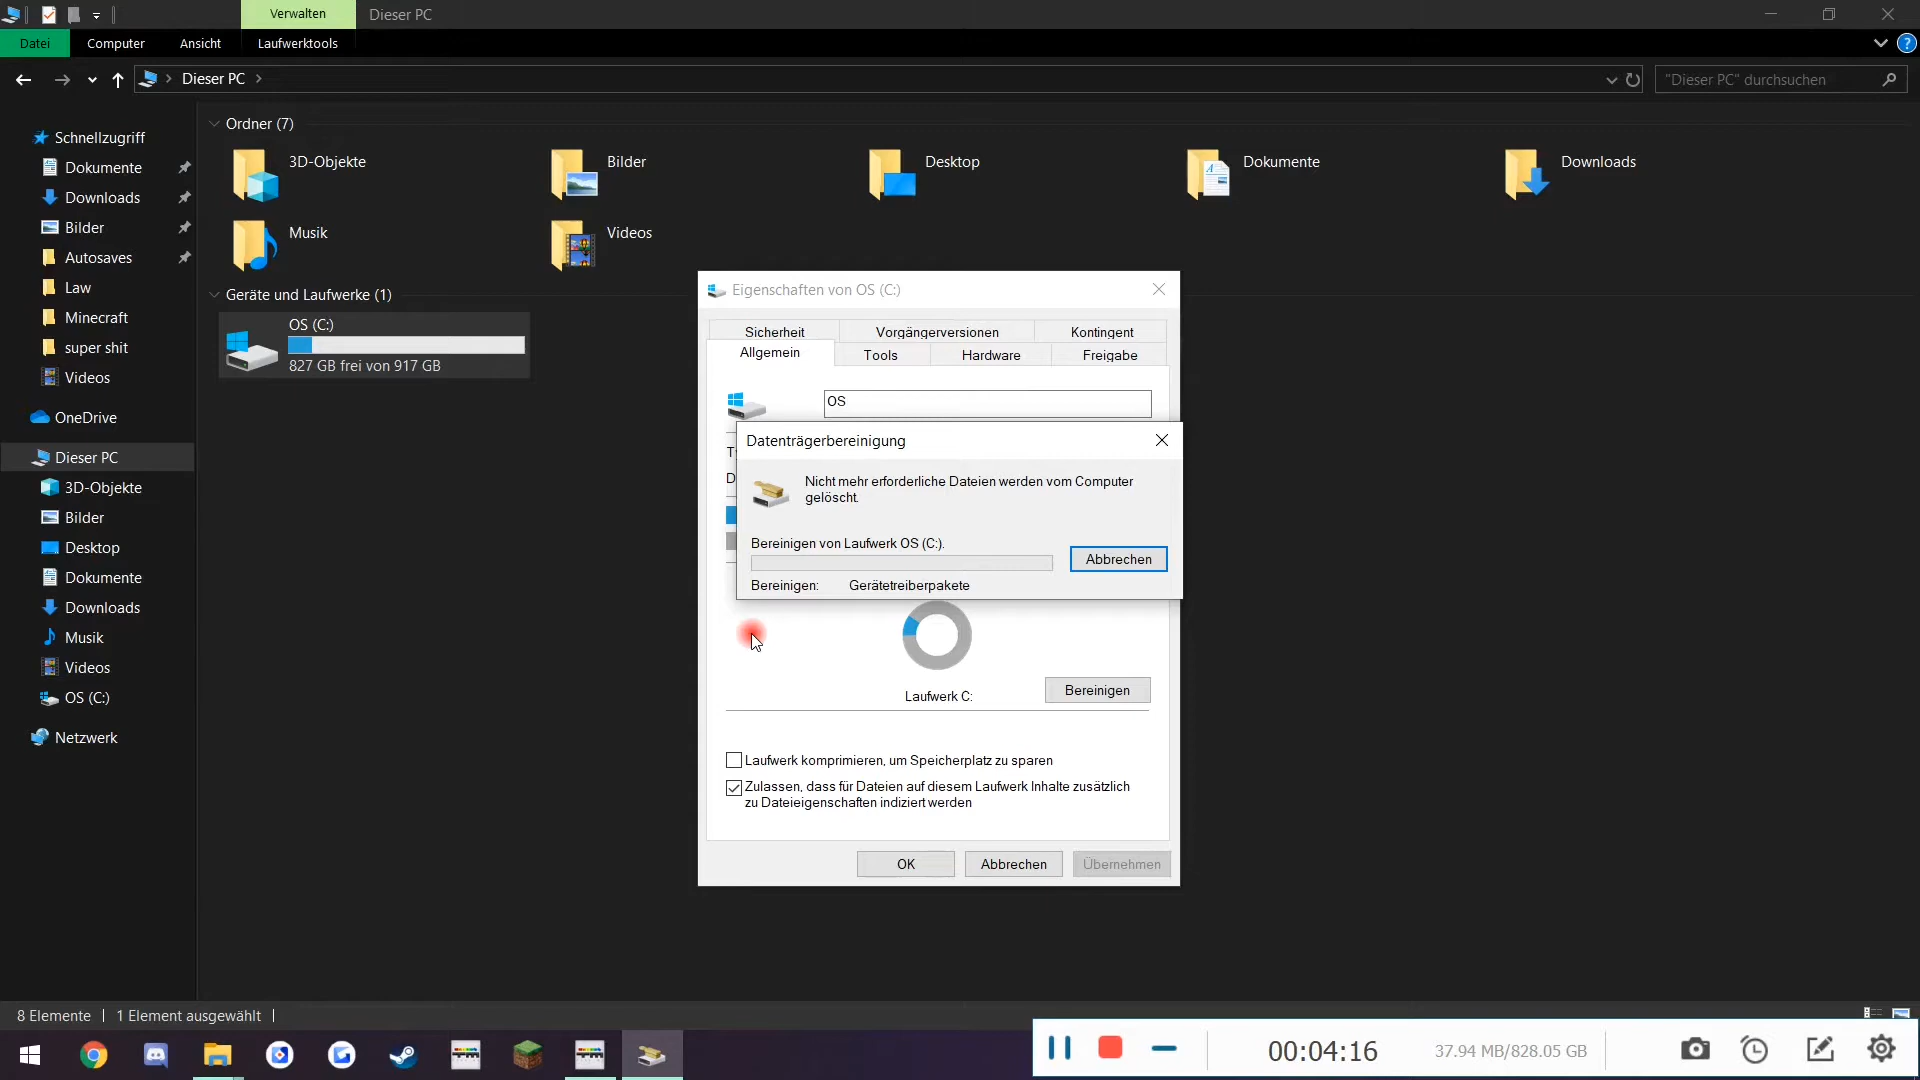 Verwalten
Dieser PC
Datei
Computer
Ansicht
Laufwerktools
Dieser PC
"Dieser PC" durchsuchen
Schnellzugriff
Dokumente
Downloads
Bilder
Autosaves
Law
Minecraft
super shit
Videos
OneDrive
Dieser PC
3D-Objekte
Bilder
Desktop
Dokumente
Downloads
Musik
Videos
OS (C:)
Netzwerk
Ordner (7)
3D-Objekte
Bilder
Desktop
Dokumente
Downloads
Musik
Videos
Geräte und Laufwerke (1)
OS (C:)
827 GB frei von 917 GB
Eigenschaften von OS (C:)
Sicherheit
Vorgängerversionen
Kontingent
Allgemein
Tools
Hardware
Freigabe
OS
Datenträgerbereinigung
Nicht mehr erforderliche Dateien werden vom Computer
gelöscht.
Bereinigen von Laufwerk OS (C:).
Abbrechen
Bereinigen: Gerätetreiberpakete
Laufwerk C:
Bereinigen
Laufwerk komprimieren, um Speicherplatz zu sparen
Zulassen, dass für Dateien auf diesem Laufwerk Inhalte zusätzlich
zu Dateieigenschaften indiziert werden
OK
Abbrechen
Übernehmen
8 Elemente
1 Element ausgewählt
00:04:16
37.94 MB/828.05 GB